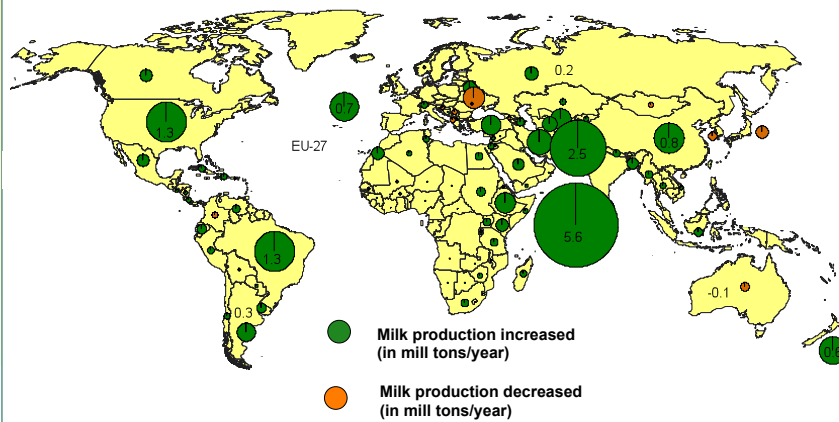 0.2
0.7
1.3
0.8
EU-27
2.5
5.6
1.3
-0.1
0.3
Milk production increased
(in mill tons/year)
0.6
Milk production decreased
(in mill tons/year)